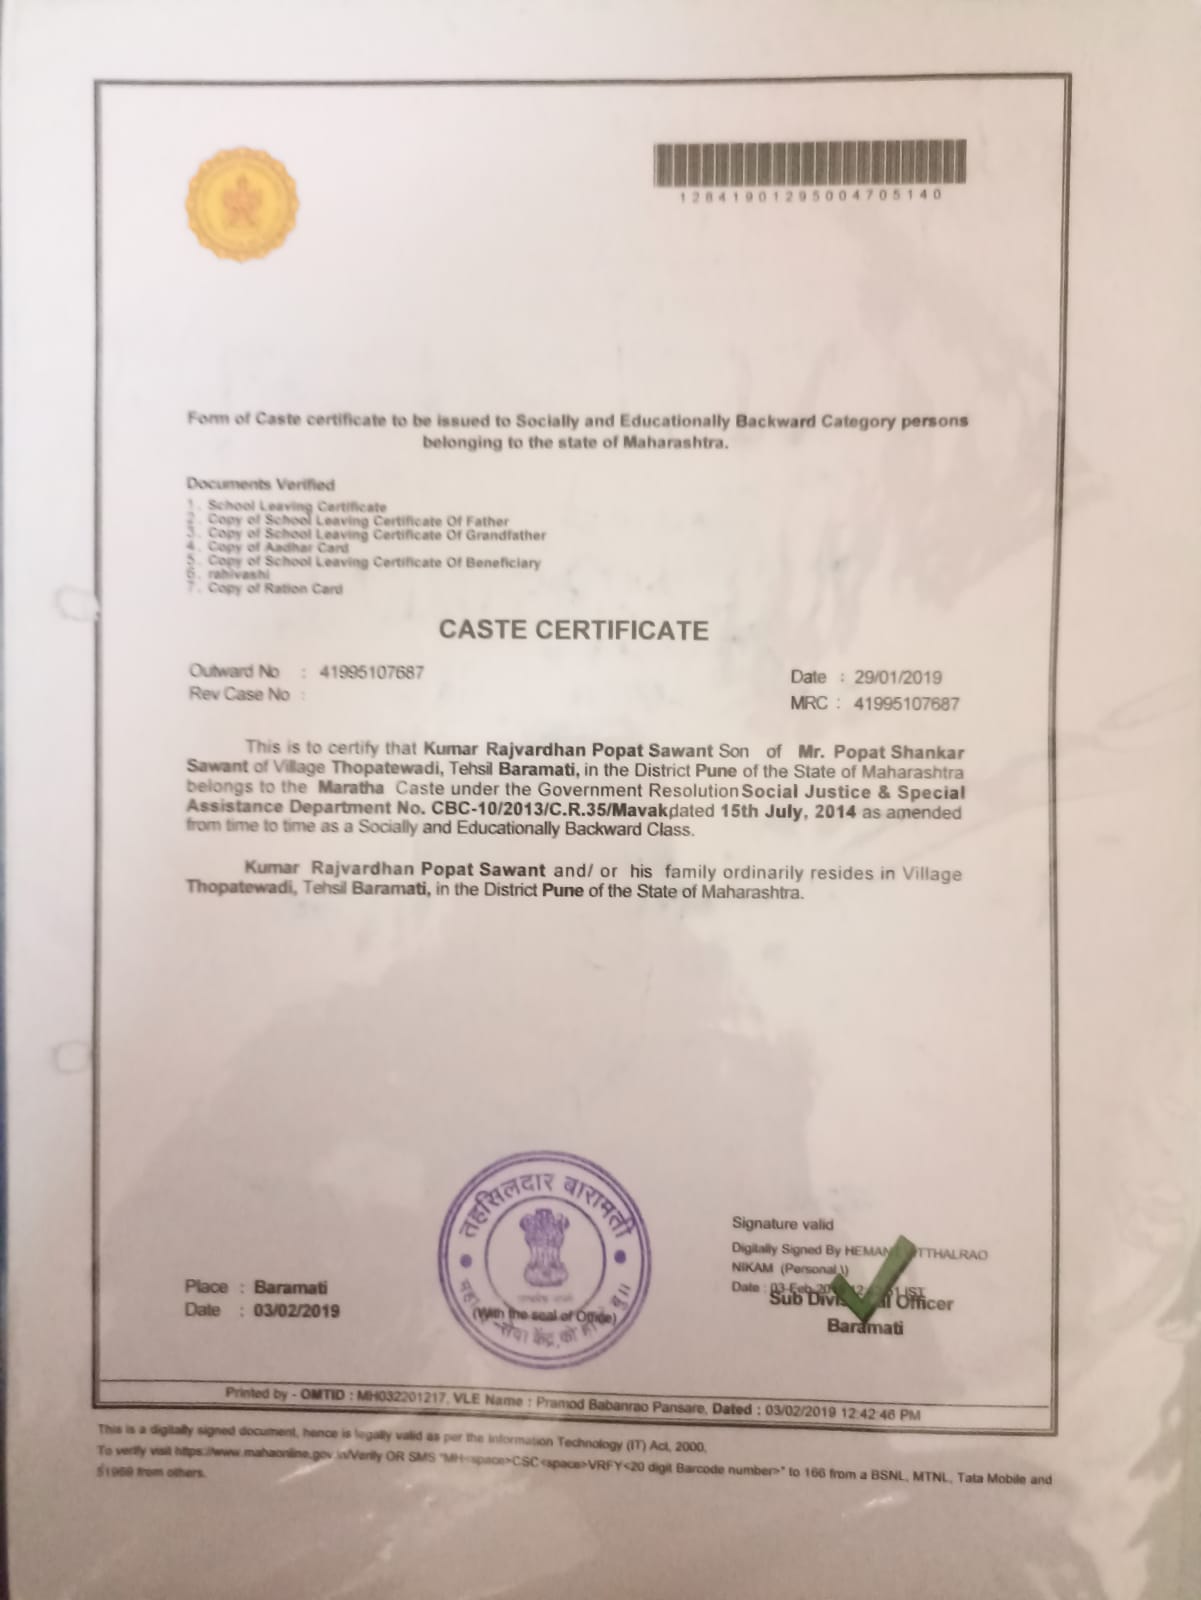 12841901295004705140
Form of Caste certificate to be issued to Socially and Educationally Backward Category persons
belonging to the state of Maharashtra.
Documents Verified
1. School Leaving Certificate
2. Copy of School Leaving Certificate Of Father
3. Copy of School Leaving Certificate Of Grandfather
4. Copy of Aadhar Card
5. Copy of School Leaving Certificate Of Beneficiary
6. rahivashi
7. Copy of Ration Card
CASTE CERTIFICATE
Outward No : 41995107687
Date : 29/01/2019
Rev Case No :
MRC : 41995107687
This is to certify that Kumar Rajvardhan Popat Sawant Son of Mr. Popat Shankar
Sawant of Village Thopatewadi, Tehsil Baramati, in the District Pune of the State of Maharashtra
belongs to the Maratha Caste under the Government Resolution Social Justice & Special
Assistance Department No. CBC-10/2013/C.R.35/Mavak,dated 15th July, 2014 as amended
from time to time as a Socially and Educationally Backward Class.
Kumar Rajvardhan Popat Sawant and/ or his family ordinarily resides in Village
Thopatewadi, Tehsil Baramati, in the District Pune of the State of Maharashtra.
तहसिलदार बारामती
(With the seal of Office)
सेवा केंद्र
Signature valid
Digitally Signed By TTHALRAO
NIKAM (Personal)
Date :
Sub Officer
Baramati
Place : Baramati
Date : 03/02/2019
Printed by - OMTID : MH032201217, VLE Name : Pramod Babanrao Pansare, Dated : 03/02/2019 12:42:46 PM
This is a digitally signed document, hence is legally valid as per the Information Technology (IT) Act, 2000.
To verify visit https://www.mahaonline.gov.in/Verify OR SMS "MH<space>CSC<space>VRFY<20 digit Barcode number>" to 166 from a BSNL, MTNL, Tata Mobile and
51969 from others.